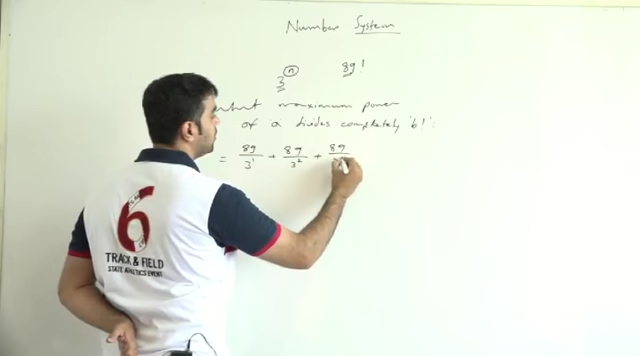 Number System
3ⁿ 89!
what maximum power
of a divides completely 'b!':
= 89/3¹ + 89/3² + 89/
6
TRACK & FIELD
STATE ATHLETICS EVENT